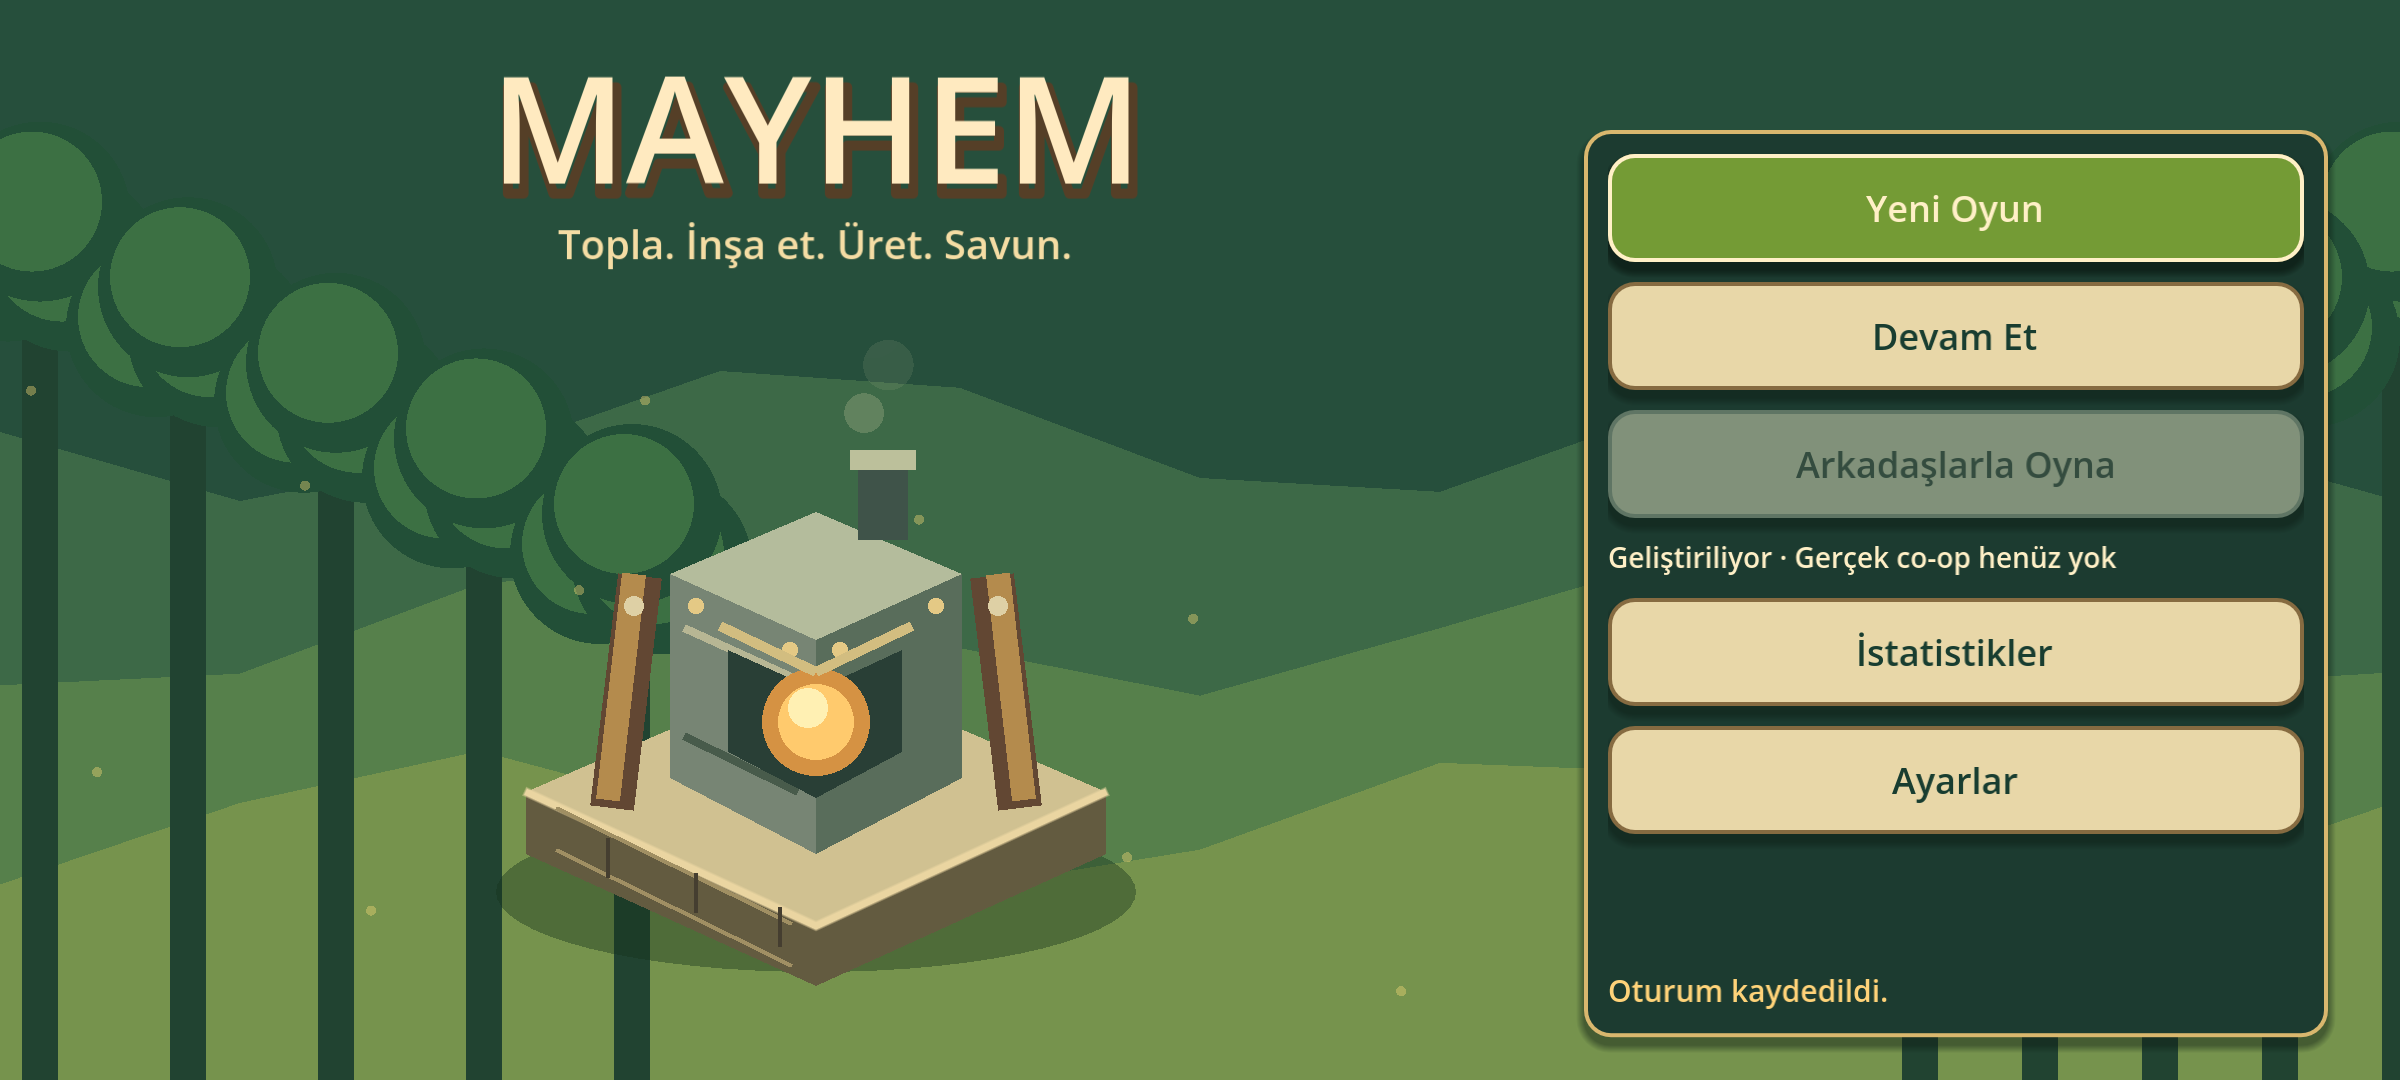 MAYHEM
Topla. İnşa et. Üret. Savun.
Yeni Oyun
Devam Et
Arkadaşlarla Oyna
Geliştiriliyor · Gerçek co-op henüz yok
İstatistikler
Ayarlar
Oturum kaydedildi.